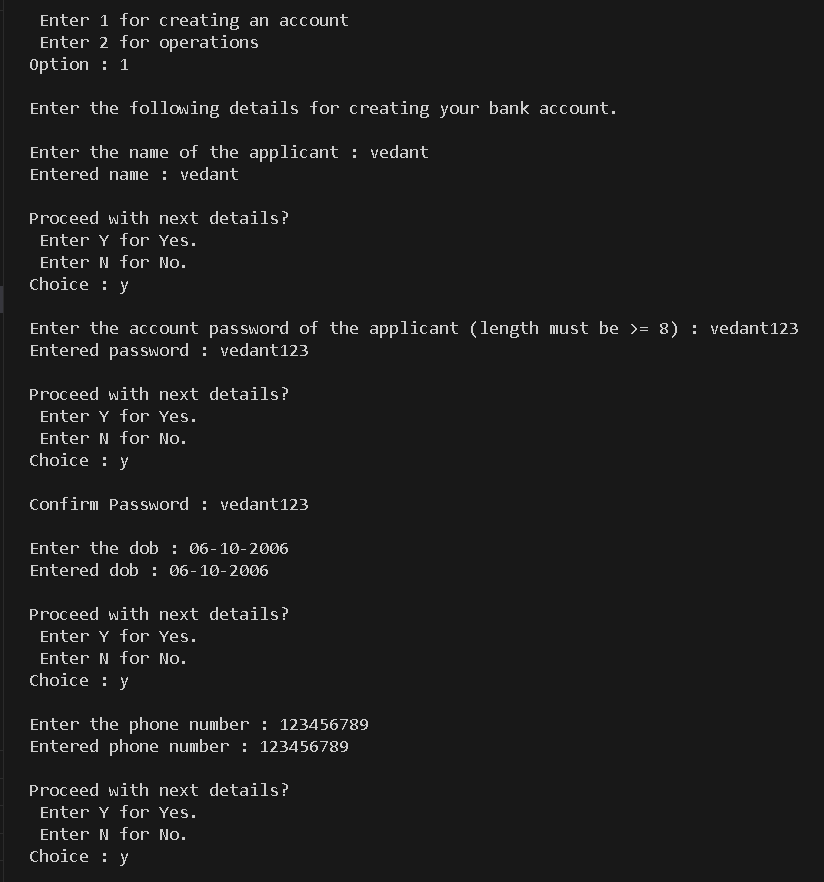 Enter 1 for creating an account
Enter 2 for operations
Option : 1
Enter the following details for creating your bank account.
Enter the name of the applicant : vedant
Entered name : vedant
Proceed with next details?
Enter Y for Yes.
Enter N for No.
Choice : y
Enter the account password of the applicant (length must be >= 8) : vedant123
Entered password : vedant123
Proceed with next details?
Enter Y for Yes.
Enter N for No.
Choice : y
Confirm Password : vedant123
Enter the dob : 06-10-2006
Entered dob : 06-10-2006
Proceed with next details?
Enter Y for Yes.
Enter N for No.
Choice : y
Enter the phone number : 123456789
Entered phone number : 123456789
Proceed with next details?
Enter Y for Yes.
Enter N for No.
Choice : y